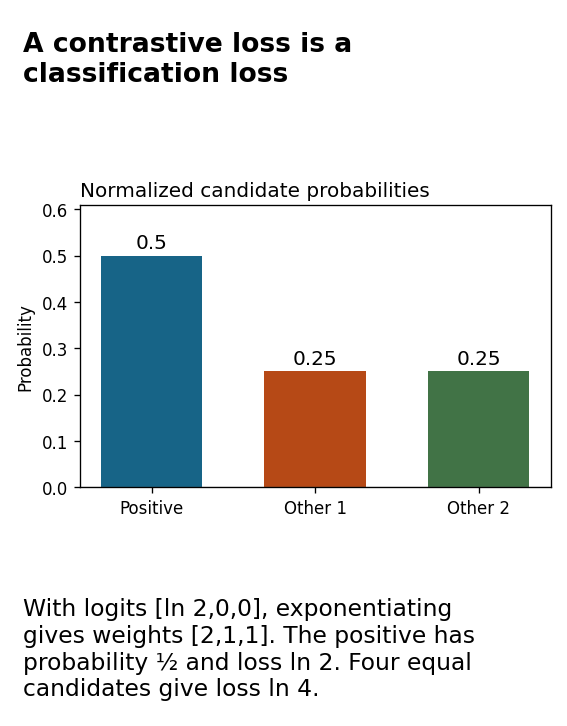 A contrastive loss is a
classification loss
Normalized candidate probabilities
Probability
0.6
0.5
0.4
0.3
0.2
0.1
0.0
0.5
0.25
0.25
Positive
Other 1
Other 2
With logits [ln 2,0,0], exponentiating
gives weights [2,1,1]. The positive has
probability ½ and loss ln 2. Four equal
candidates give loss ln 4.